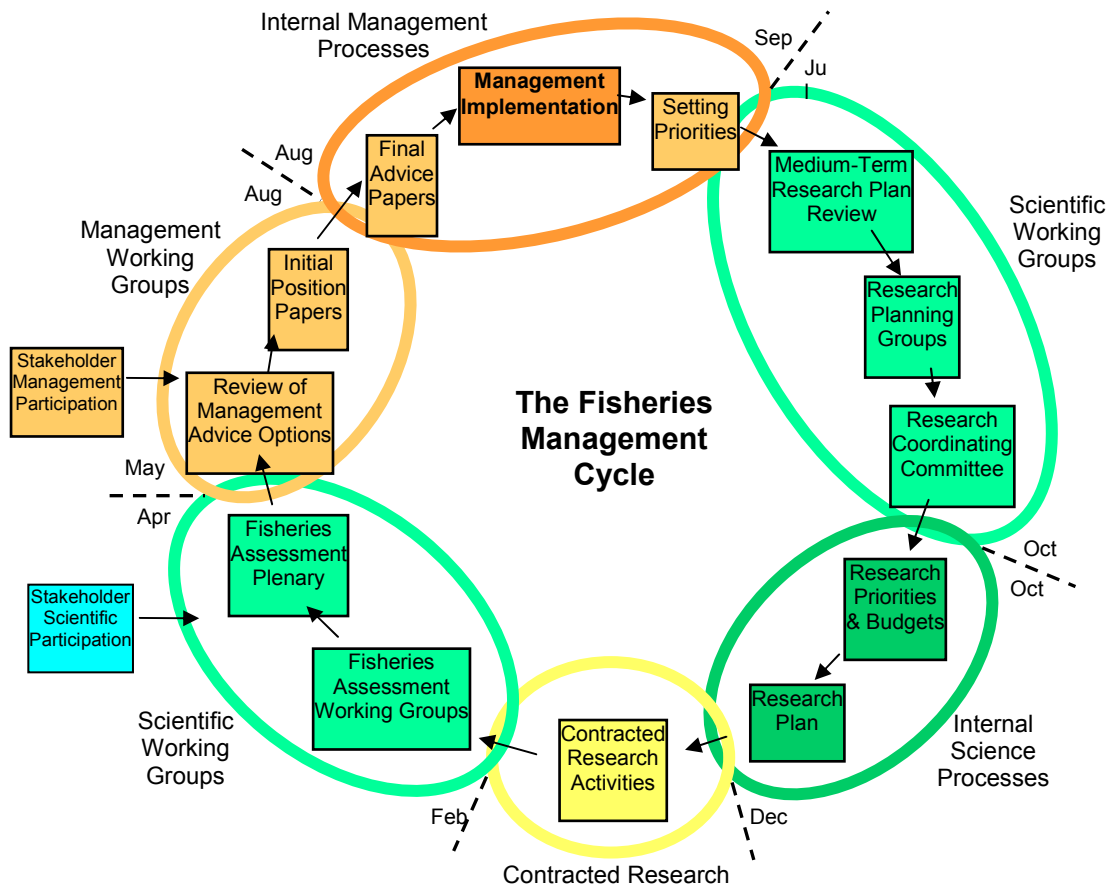 Internal Management
Processes
Sep
Ju
l
Management
Implementation
Setting
Priorities
Final
Advice
Papers
Aug
Aug
Medium-Term
Research Plan
Review
Scientific
Working
Groups
Management
Working
Groups
Initial
Position
Papers
Research
Planning
Groups
Stakeholder
Management
Participation
Review of
Management
Advice Options
The Fisheries
Management
Cycle
Research
Coordinating
Committee
May
Apr
Fisheries
Assessment
Plenary
Oct
Oct
Research
Priorities
& Budgets
Stakeholder
Scientific
Participation
Fisheries
Assessment
Working Groups
Research
Plan
Scientific
Working
Groups
Contracted
Research
Activities
Internal
Science
Processes
Feb
Dec
Contracted Research